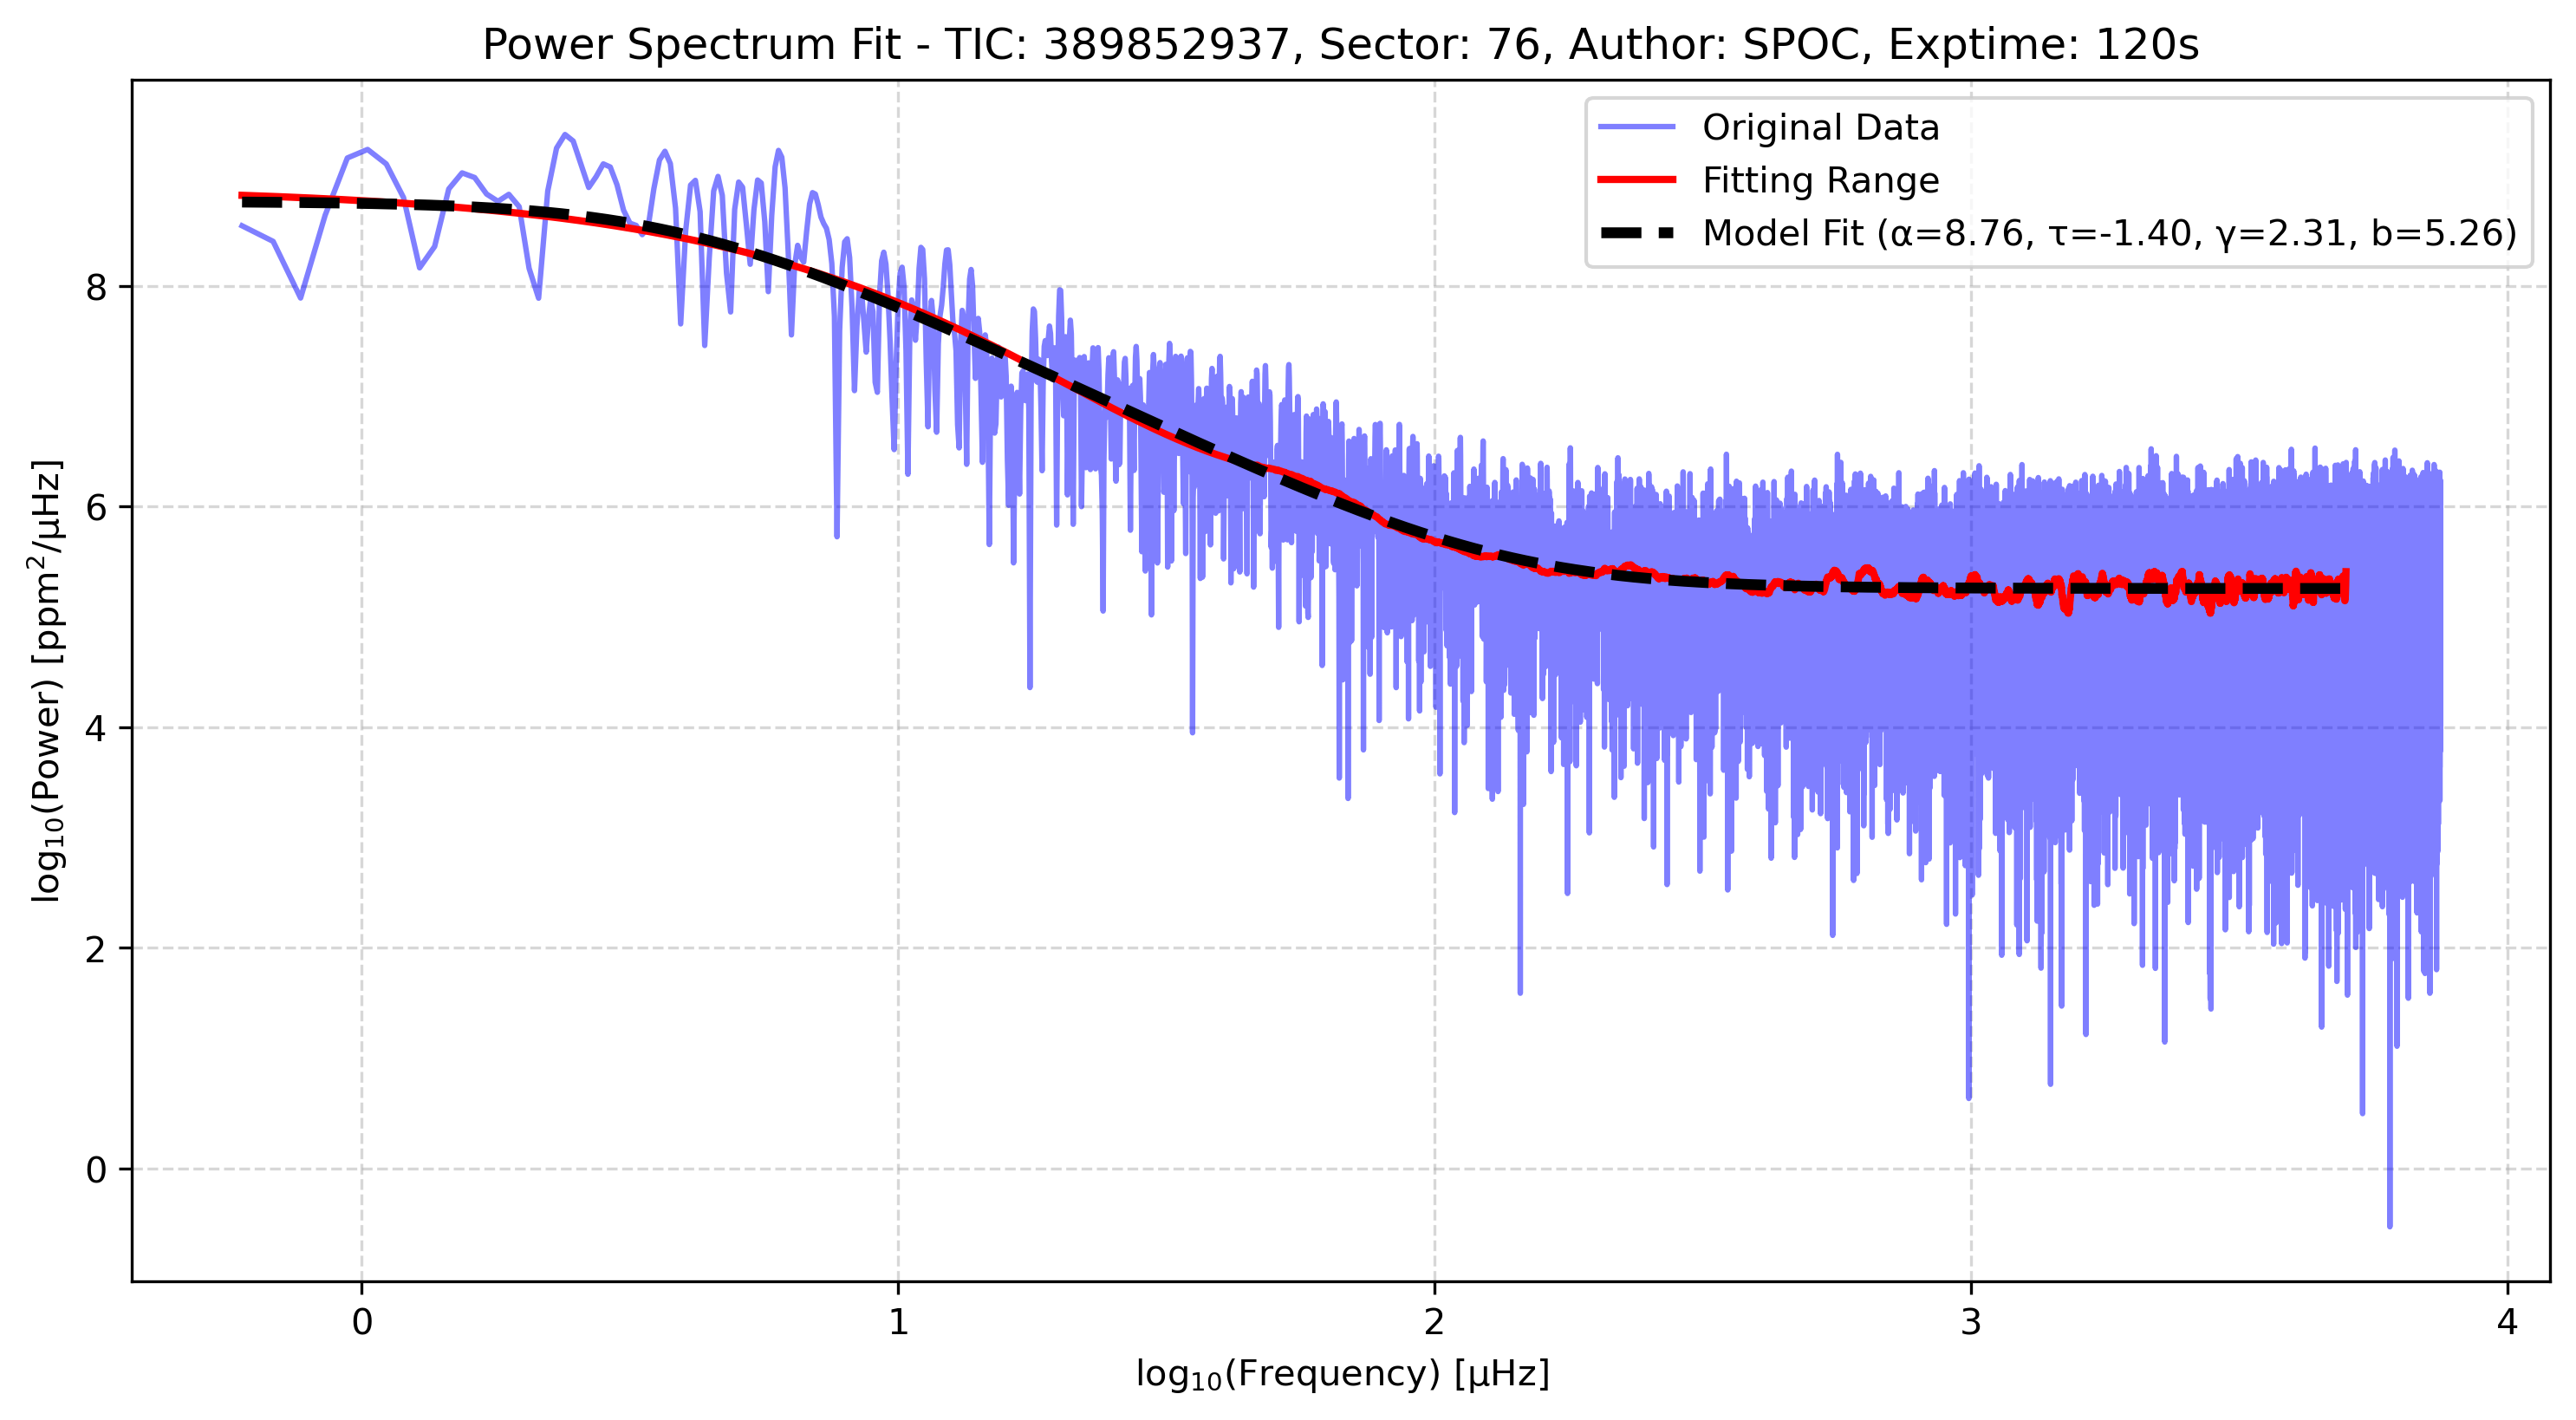 Power Spectrum Fit - TIC: 389852937, Sector: 76, Author: SPOC, Exptime: 120s
Original Data
Fitting Range
Model Fit (α=8.76, τ=-1.40, γ=2.31, b=5.26)
log₁₀(Power) [ppm²/μHz]
8
6
4
2
0
0 1 2 3 4
log₁₀(Frequency) [μHz]